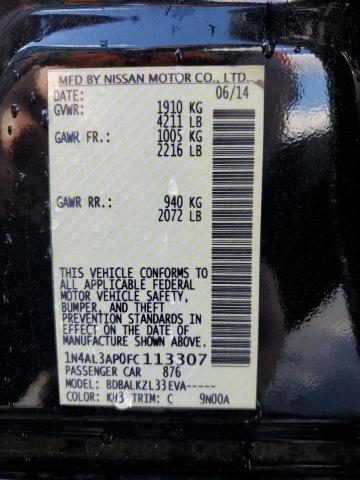 MFD BY NISSAN MOTOR CO., LTD.
DATE: 06/14
GVWR: 1910 KG
4211 LB
GAWR FR.: 1005 KG
2216 LB
GAWR RR.: 940 KG
2072 LB
THIS VEHICLE CONFORMS TO
ALL APPLICABLE FEDERAL
MOTOR VEHICLE SAFETY,
BUMPER, AND THEFT
PREVENTION STANDARDS IN
EFFECT ON THE DATE OF
MANUFACTURE SHOWN ABOVE.
1N4AL3AP0FC113307
PASSENGER CAR 876
MODEL: BDBALKZL33EVA-----
COLOR: KH3 TRIM: C 9N00A